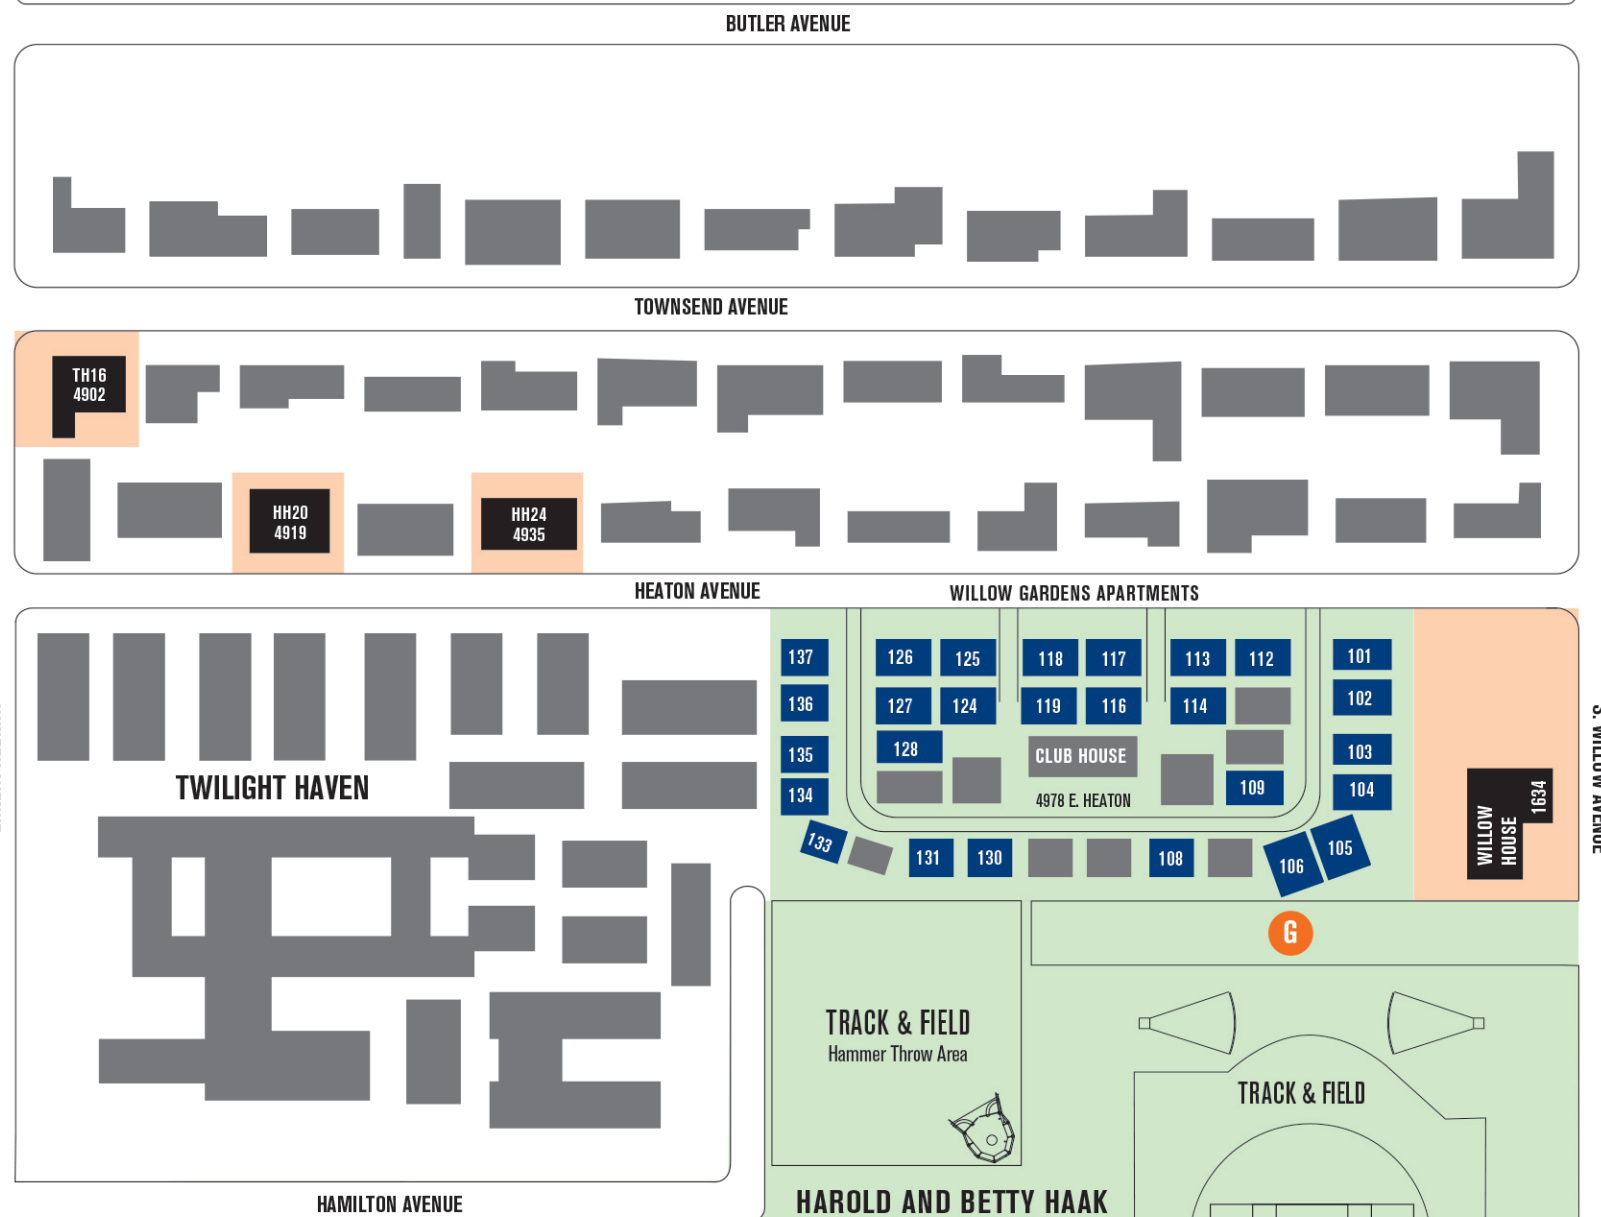 BUTLER AVENUE
TOWNSEND AVENUE
TH16
4902
HH20
4919
HH24
4935
HEATON AVENUE
WILLOW GARDENS APARTMENTS
137
126
125
118
117
113
112
101
136
127
124
119
116
114
102
135
128
CLUB HOUSE
103
134
4978 E. HEATON
109
104
133
131
130
108
106
105
WILLOW
HOUSE
1634
S. WILLOW AVENUE
TWILIGHT HAVEN
G
TRACK & FIELD
Hammer Throw Area
TRACK & FIELD
HAMILTON AVENUE
HAROLD AND BETTY HAAK